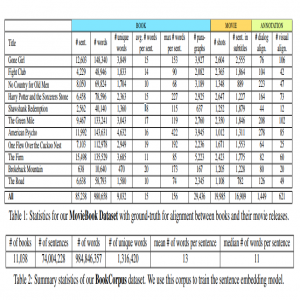 BOOK MOVIE ANNOTATION
Title # sent. # words # unique words avg. # words per sent. max # words per sent. # paragraphs # shots # sent. in subtitles # dialog align. # visual align.
Gone Girl 12,603 148,340 3,849 15 153 3,927 2,604 2,555 76 106
Fight Club 4,229 48,946 1,833 14 90 2,082 2,365 1,864 104 42
No Country for Old Men 8,050 69,824 1,704 10 68 3,189 1,348 889 223 47
Harry Potter and the Sorcerers Stone 6,458 78,596 2,363 15 227 2,925 2,647 1,227 164 73
Shawshank Redemption 2,562 40,140 1,360 18 115 637 1,252 1,879 44 12
The Green Mile 9,467 133,241 3,043 17 119 2,760 2,350 1,846 208 102
American Psycho 11,992 143,631 4,632 16 422 3,945 1,012 1,311 278 85
One Flew Over the Cuckoo Nest 7,103 112,978 2,949 19 192 2,236 1,671 1,553 64 25
The Firm 15,498 135,529 3,685 11 85 5,223 2,423 1,775 82 60
Brokeback Mountain 638 10,640 470 20 173 167 1,205 1,228 80 20
The Road 6,638 58,793 1,580 10 74 2,345 1,108 782 126 49
All 85,238 980,658 9,032 15 156 29,436 19,985 16,909 1,449 621
Table 1: Statistics for our MovieBook Dataset with ground-truth for alignment between books and their movie releases.
# of books # of sentences # of words # of unique words mean # of words per sentence median # of words per sentence
11,038 74,004,228 984,846,357 1,316,420 13 11
Table 2: Summary statistics of our BookCorpus dataset. We use this corpus to train the sentence embedding model.